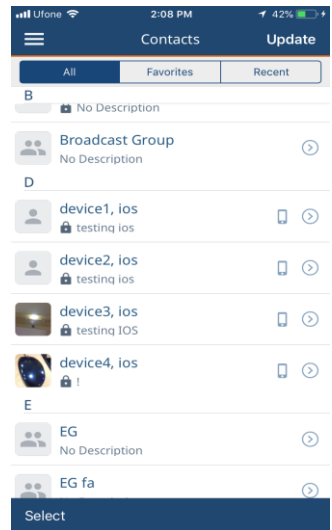 Ufone 2:08 PM 42%
Contacts Update
All Favorites Recent
B
No Description
Broadcast Group
No Description
D
device1, ios
testing ios
device2, ios
testing ios
device3, ios
testing IOS
device4, ios
!
E
EG
No Description
EG fa
Select